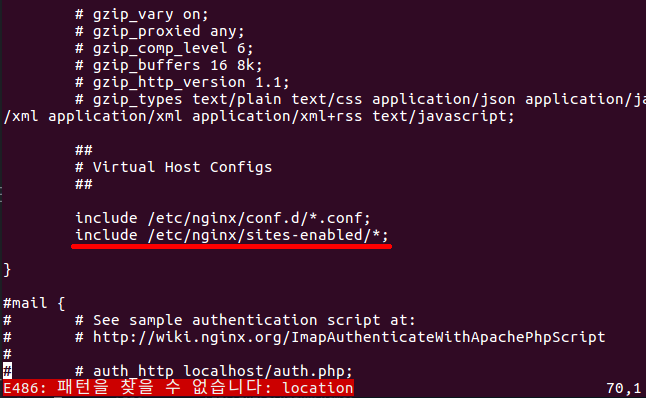 # gzip_vary on;
# gzip_proxied any;
# gzip_comp_level 6;
# gzip_buffers 16 8k;
# gzip_http_version 1.1;
# gzip_types text/plain text/css application/json application/ja
/xml application/xml application/xml+rss text/javascript;
##
# Virtual Host Configs
##
include /etc/nginx/conf.d/*.conf;
include /etc/nginx/sites-enabled/*;
}
#mail {
#       # See sample authentication script at:
#       # http://wiki.nginx.org/ImapAuthenticateWithApachePhpScript
#
#       # auth_http localhost/auth.php;
E486: 패턴을 찾을 수 없습니다: location 70,1